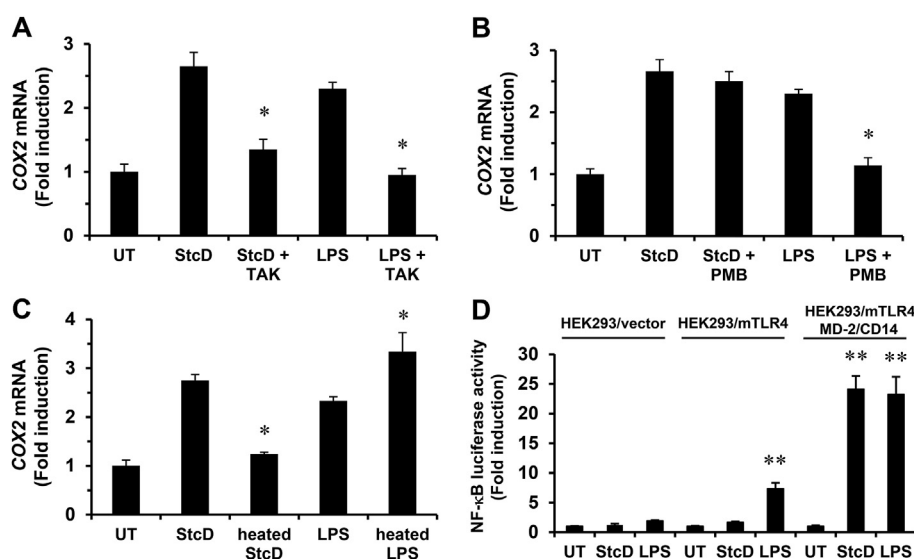 A
COX2 mRNA
(Fold induction)
3
2
1
0
*
*
UT StcD StcD + TAK LPS LPS + TAK
B
COX2 mRNA
(Fold induction)
3
2
1
0
*
UT StcD StcD + PMB LPS LPS + PMB
C
COX2 mRNA
(Fold induction)
4
3
2
1
0
*
*
UT StcD heated StcD LPS heated LPS
D
HEK293/vector HEK293/mTLR4 HEK293/mTLR4 MD-2/CD14
NF-κB luciferase activity
(Fold induction)
30
25
20
15
10
5
0
**
** **
UT StcD LPS UT StcD LPS UT StcD LPS